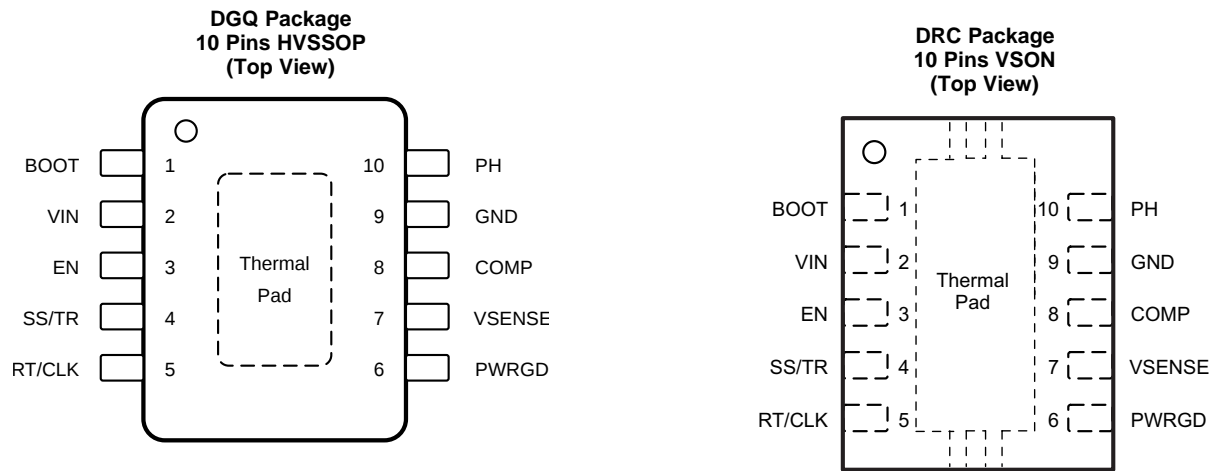 DGQ Package
10 Pins HVSSOP
(Top View)
BOOT 1 10 PH
VIN 2 9 GND
EN 3 8 COMP
SS/TR 4 7 VSENSE
RT/CLK 5 6 PWRGD
Thermal
Pad
DRC Package
10 Pins VSON
(Top View)
BOOT 1 10 PH
VIN 2 9 GND
EN 3 8 COMP
SS/TR 4 7 VSENSE
RT/CLK 5 6 PWRGD
Thermal
Pad